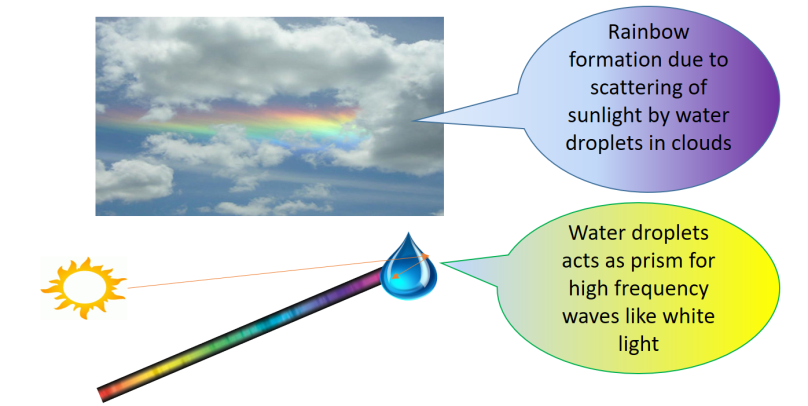 Rainbow
formation due to
scattering of
sunlight by water
droplets in clouds
Water droplets
acts as prism for
high frequency
waves like white
light